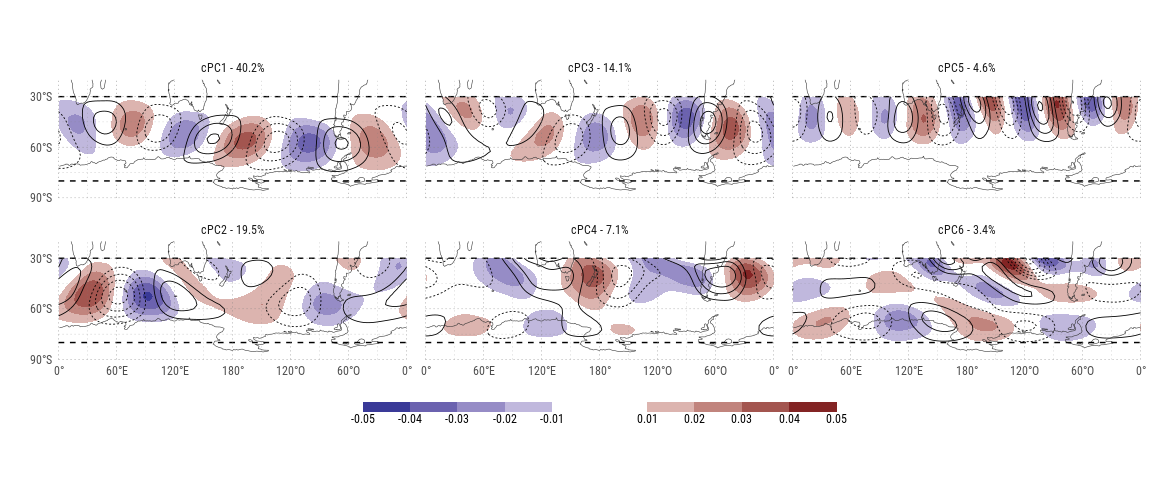 cPC1 - 40.2%
cPC3 - 14.1%
cPC5 - 4.6%
30°S
60°S
90°S
cPC2 - 19.5%
cPC4 - 7.1%
cPC6 - 3.4%
30°S
60°S
90°S
0° 60°E 120°E 180° 120°O 60°O 0° 60°E 120°E 180° 120°O 60°O 0° 60°E 120°E 180° 120°O 60°O 0°
-0.05 -0.04 -0.03 -0.02 -0.01 0.01 0.02 0.03 0.04 0.05